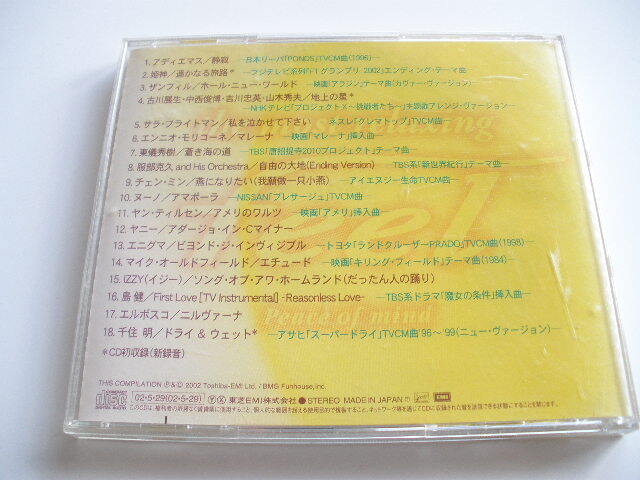 1. アディエマス／静寂 ―日本リーバ「PONDS」TVCM曲(1996)―
2. 姫神／遥かなる旅路* ―フジテレビ系列「F1グランプリ 2002」エンディング・テーマ曲
3. ザンフィル／ホール・ニュー・ワールド ―映画「アラジン」テーマ曲(カヴァー・ヴァージョン)―
4. 古川展生・中西俊博・吉川忠英・山木秀夫／地上の星*
―NHKテレビ「プロジェクトX～挑戦者たち～」主題歌アレンジ・ヴァージョン―
5. サラ・ブライトマン／私を泣かせて下さい ―ネスレ「クレマトップ」TVCM曲―
6. エンニオ・モリコーネ／マレーナ ―映画「マレーナ」挿入曲―
7. 東儀秀樹／蒼き海の道 ―TBS「唐招提寺2010プロジェクト」テーマ曲―
8. 服部克久 and His Orchestra／自由の大地(Ending Version) ―TBS系「新世界紀行」テーマ曲―
9. チェン・ミン／燕になりたい(我願做一只小燕) ―アイエヌジー生命TVCM曲―
10. ヌーノ／アマポーラ ―NISSAN「プレサージュ」TVCM曲―
11. ヤン・ティルセン／アメリのワルツ ―映画「アメリ」挿入曲―
12. ヤニー／アダージョ・イン・Cマイナー
13. エニグマ／ビヨンド・ジ・インヴィジブル ―トヨタ「ランドクルーザーPRADO」TVCM曲(1998)―
14. マイク・オールドフィールド／エチュード ―映画「キリング・フィールド」テーマ曲(1984)―
15. IZZY(イジー)／ソング・オブ・アワ・ホームランド(だったん人の踊り)
16. 島 健／First Love [TV Instrumental] -Reasonless Love- ―TBS系ドラマ「魔女の条件」挿入曲―
17. エルボスコ／ニルヴァーナ
Peace of mind
18. 千住 明／ドライ & ウェット* ―アサヒ「スーパードライ」TVCM曲'96～'99(ニュー・ヴァージョン)―
*CD初収録(新録音)
THIS COMPILATION Ⓟ&© 2002 Toshiba-EMI Ltd. / BMG Funhouse, Inc.
COMPACT disc DIGITAL AUDIO 02・5・29(02・5・29) YX 東芝EMI株式会社●STEREO MADE IN JAPAN EMI